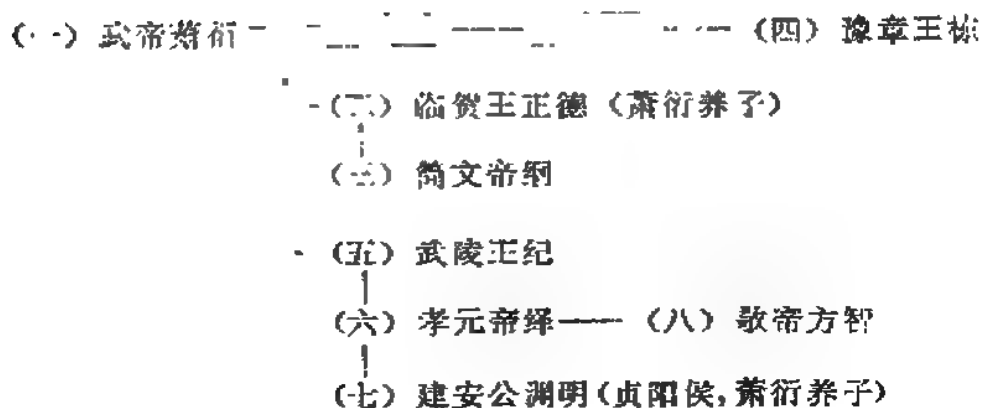 (一) 武帝萧衍 (四) 豫章王栋
(二) 临贺王正德 (萧衍养子)
(三) 简文帝纲
(五) 武陵王纪
(六) 孝元帝绎 —— (八) 敬帝方智
(七) 建安公渊明(贞阳侯,萧衍养子)